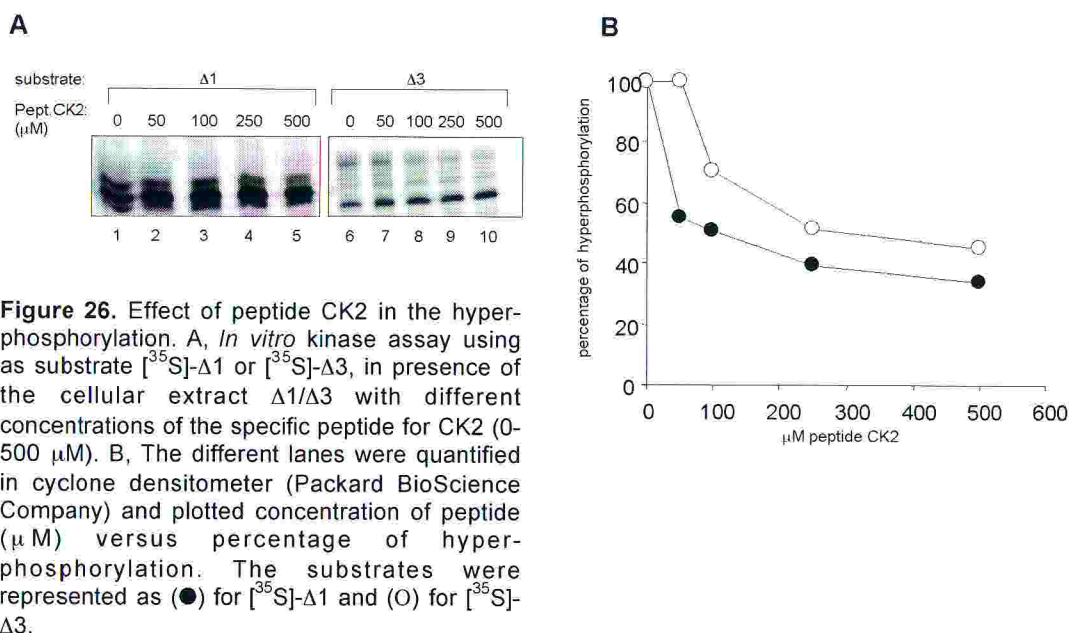 A
substrate: Δ1 Δ3
Pept.CK2: 0 50 100 250 500 0 50 100 250 500
(μM)
1 2 3 4 5 6 7 8 9 10
Figure 26. Effect of peptide CK2 in the hyper-
phosphorylation. A, In vitro kinase assay using
as substrate [35S]-Δ1 or [35S]-Δ3, in presence of
the cellular extract Δ1/Δ3 with different
concentrations of the specific peptide for CK2 (0-
500 μM). B, The different lanes were quantified
in cyclone densitometer (Packard BioScience
Company) and plotted concentration of peptide
(μ M) versus percentage of hyper-
phosphorylation. The substrates were
represented as (●) for [35S]-Δ1 and (O) for [35S]-
Δ3.
B
percentage of hyperphosphorylation
100
80
60
40
20
0
0 100 200 300 400 500 600
μM peptide CK2